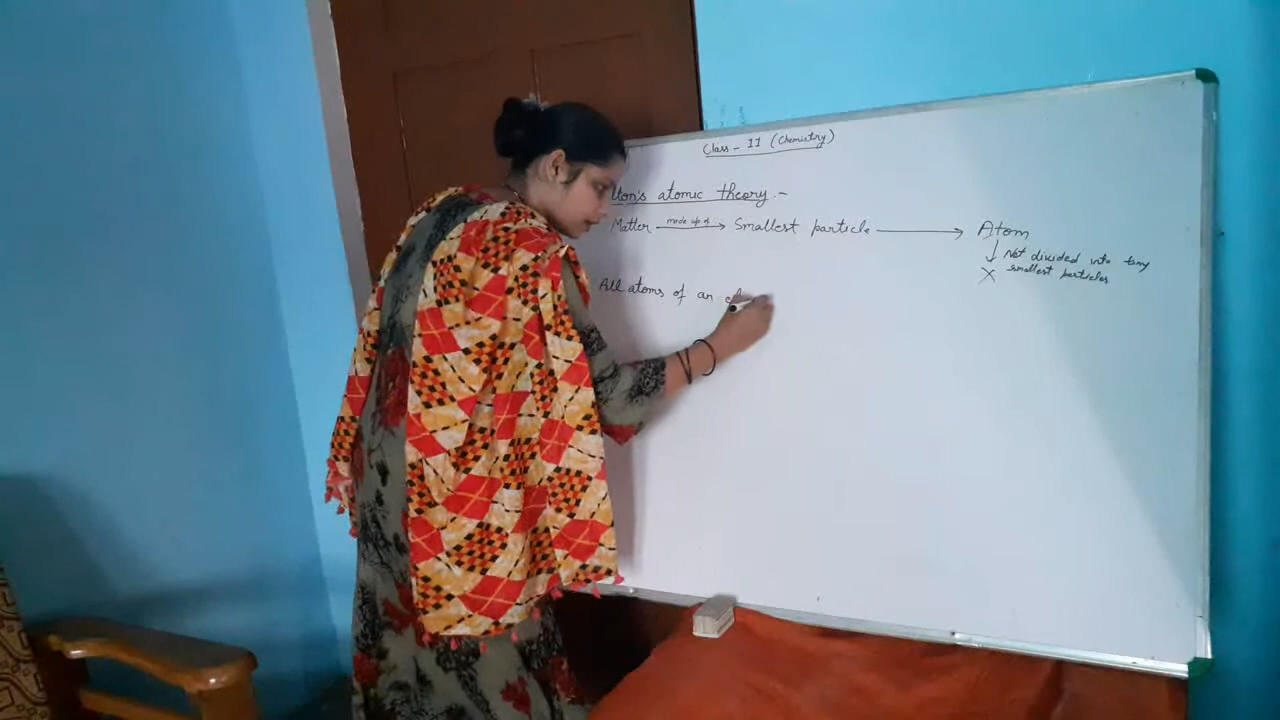 Class - 11 (Chemistry)
lton's atomic theory :-
Matter made up of → Smallest particle → Atom
↓ Not divided into
X smallest particles
All atoms of an